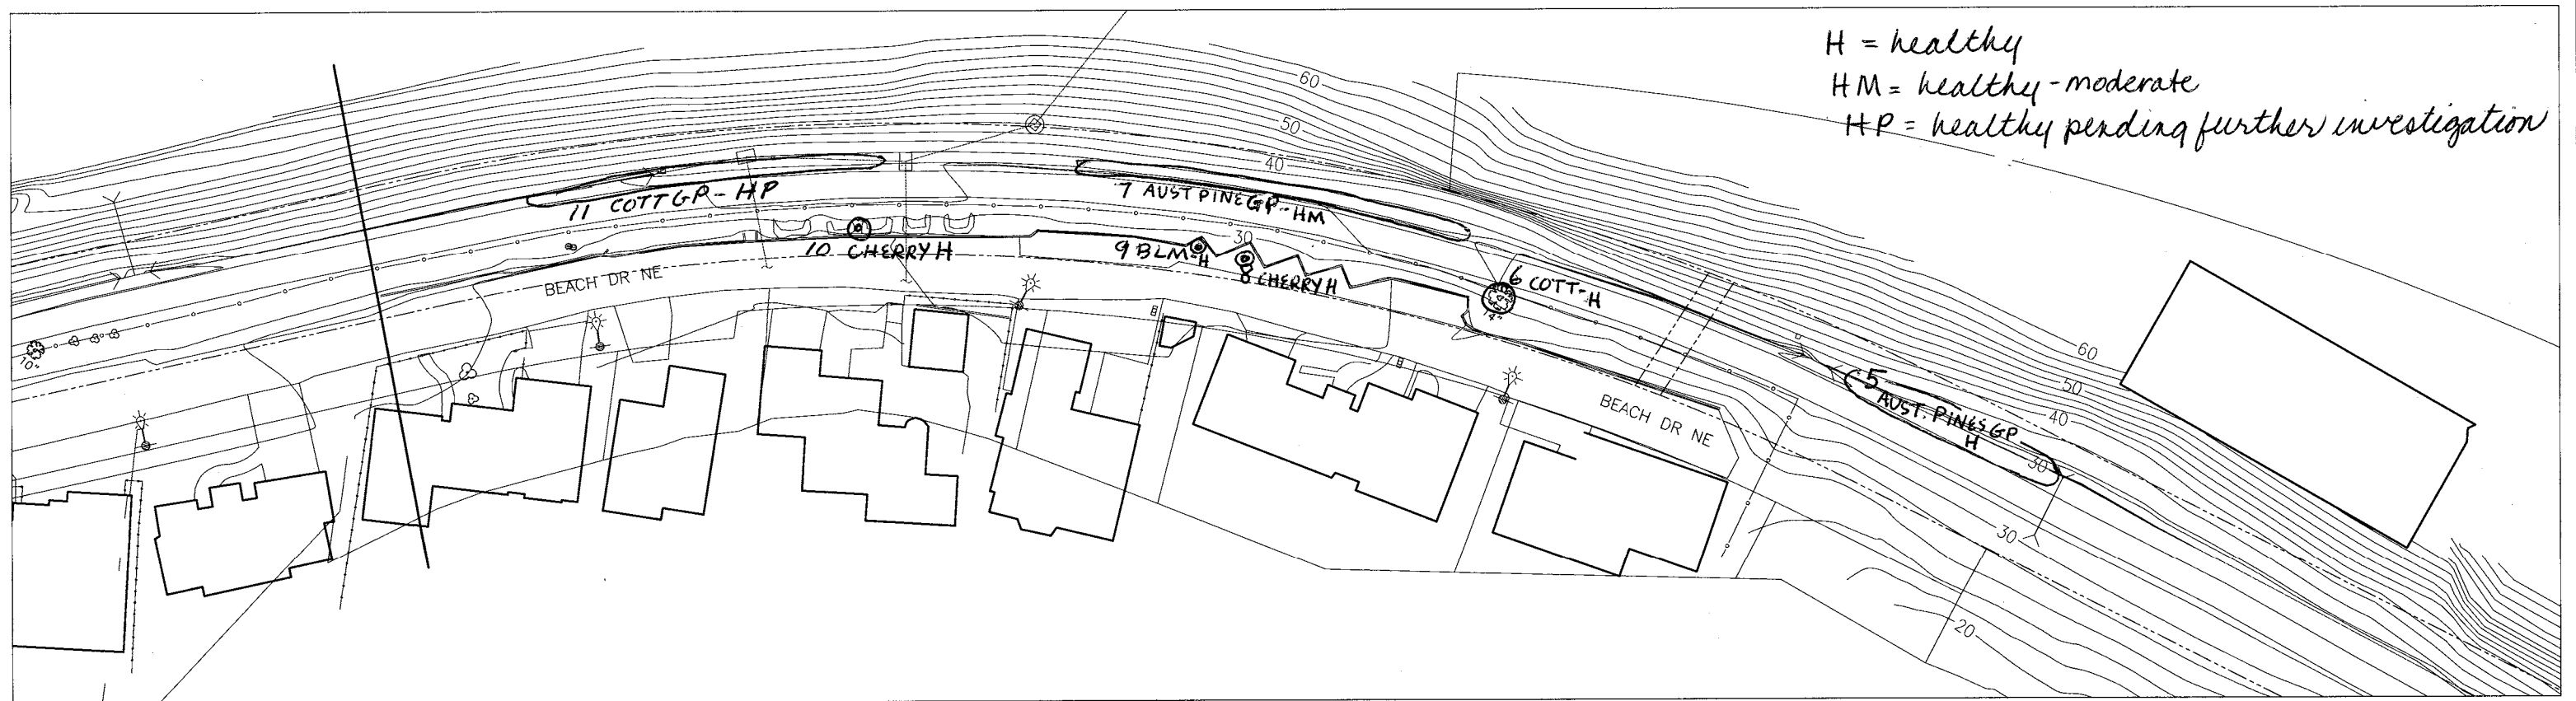 H = healthy
HM = healthy-moderate
HP = healthy pending further investigation
60
50
40
11 COTT GP - HP
7 AUST PINE GP - HM
10 CHERRY H
9 BLM-H
30
8 CHERRY H
6 COTT-H
BEACH DR NE
10"
60
50
40
5
AUST. PINES GP
H
30
BEACH DR NE
30
20